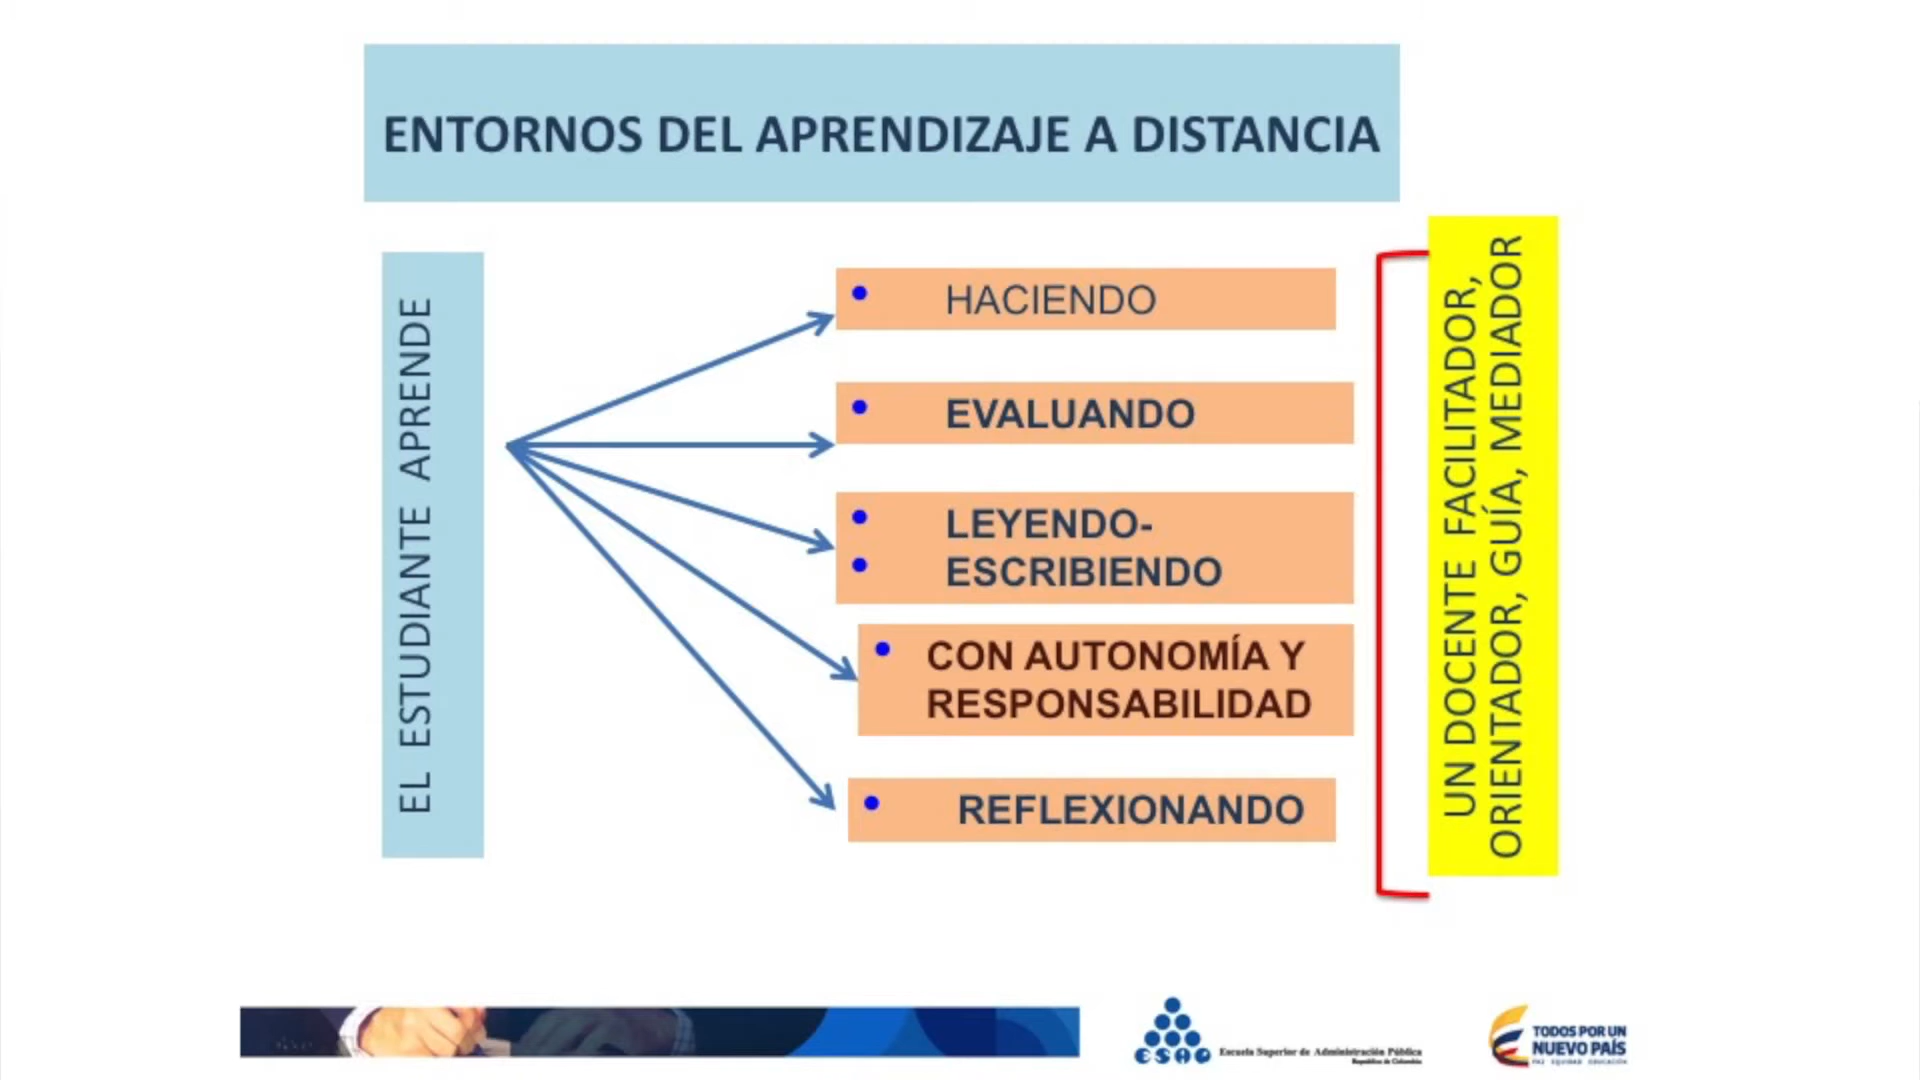 ENTORNOS DEL APRENDIZAJE A DISTANCIA
EL ESTUDIANTE APRENDE
• HACIENDO
• EVALUANDO
• LEYENDO-
• ESCRIBIENDO
• CON AUTONOMÍA Y
RESPONSABILIDAD
• REFLEXIONANDO
UN DOCENTE FACILITADOR,
ORIENTADOR, GUÍA, MEDIADOR
ESAP
Escuela Superior de Administración Pública
República de Colombia
TODOS POR UN
NUEVO PAÍS
PAZ EQUIDAD EDUCACIÓN